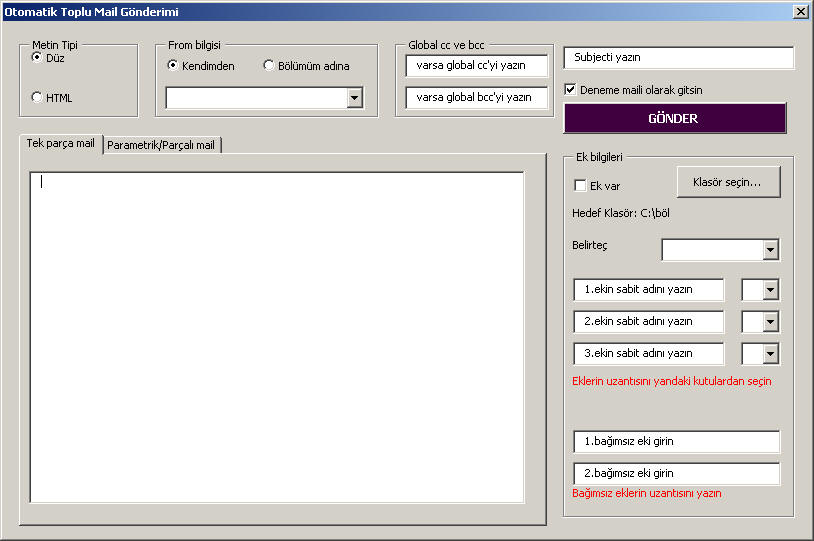 Otomatik Toplu Mail Gönderimi
Metin Tipi
Düz
HTML
From bilgisi
Kendimden
Bölümüm adına
Global cc ve bcc
varsa global cc'yi yazın
varsa global bcc'yi yazın
Subjecti yazın
Deneme maili olarak gitsin
GÖNDER
Tek parça mail
Parametrik/Parçalı mail
Ek bilgileri
Ek var
Klasör seçin...
Hedef Klasör: C:\böl
Belirteç
1.ekin sabit adını yazın
2.ekin sabit adını yazın
3.ekin sabit adını yazın
Eklerin uzantısını yandaki kutulardan seçin
1.bağımsız eki girin
2.bağımsız eki girin
Bağımsız eklerin uzantısını yazın